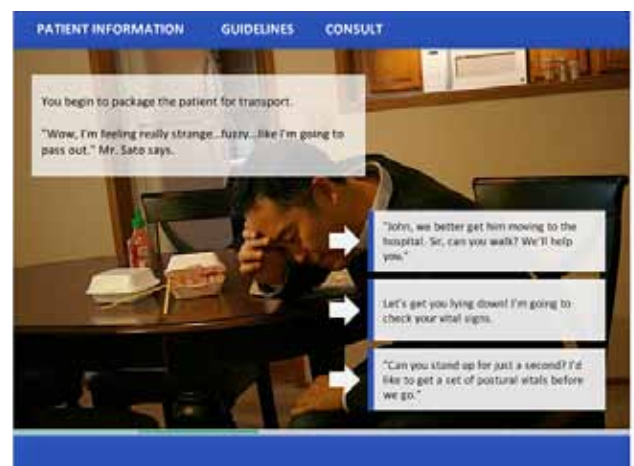 PATIENT INFORMATION GUIDELINES CONSULT
You begin to package the patient for transport.
"Wow, I'm feeling really strange...fuzzy...like I'm going to
pass out." Mr. Sato says.
"John, we better get him moving to the
hospital. Sir, can you walk? We'll help
you."
Let's get you lying down! I'm going to
check your vital signs.
"Can you stand up for just a second? I'd
like to get a set of postural vitals before
we go."